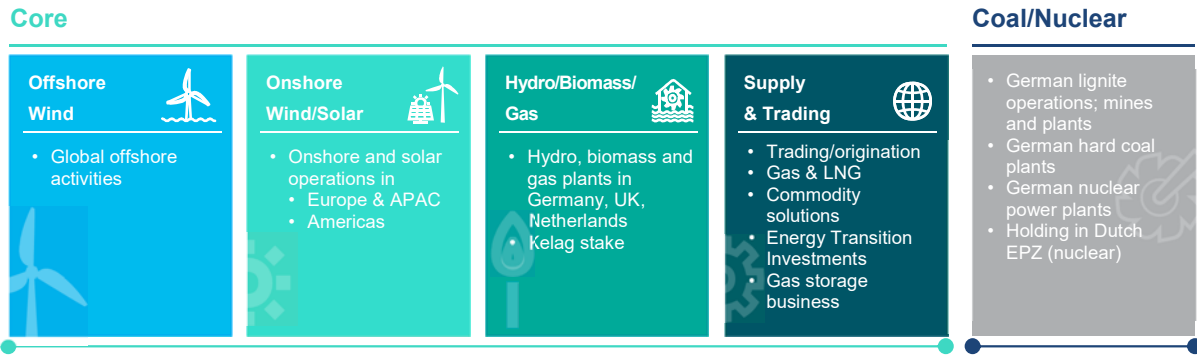 Core
Offshore
Wind
• Global offshore
activities
Onshore
Wind/Solar
• Onshore and solar
operations in
• Europe & APAC
• Americas
Hydro/Biomass/
Gas
• Hydro, biomass and
gas plants in
Germany, UK,
Netherlands
• Kelag stake
Supply
& Trading
• Trading/origination
• Gas & LNG
• Commodity
solutions
• Energy Transition
Investments
• Gas storage
business
Coal/Nuclear
• German lignite
operations; mines
and plants
• German hard coal
plants
• German nuclear
power plants
• Holding in Dutch
EPZ (nuclear)